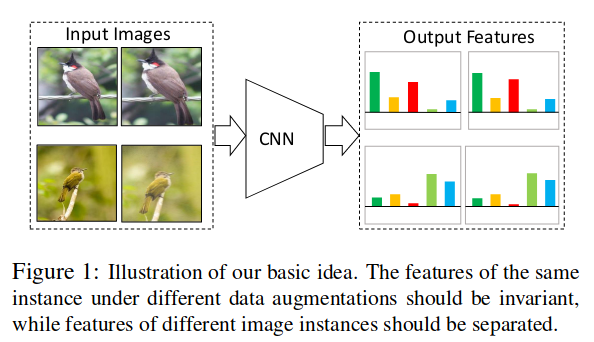 Input Images
Output Features
CNN
Figure 1: Illustration of our basic idea. The features of the same
instance under different data augmentations should be invariant,
while features of different image instances should be separated.